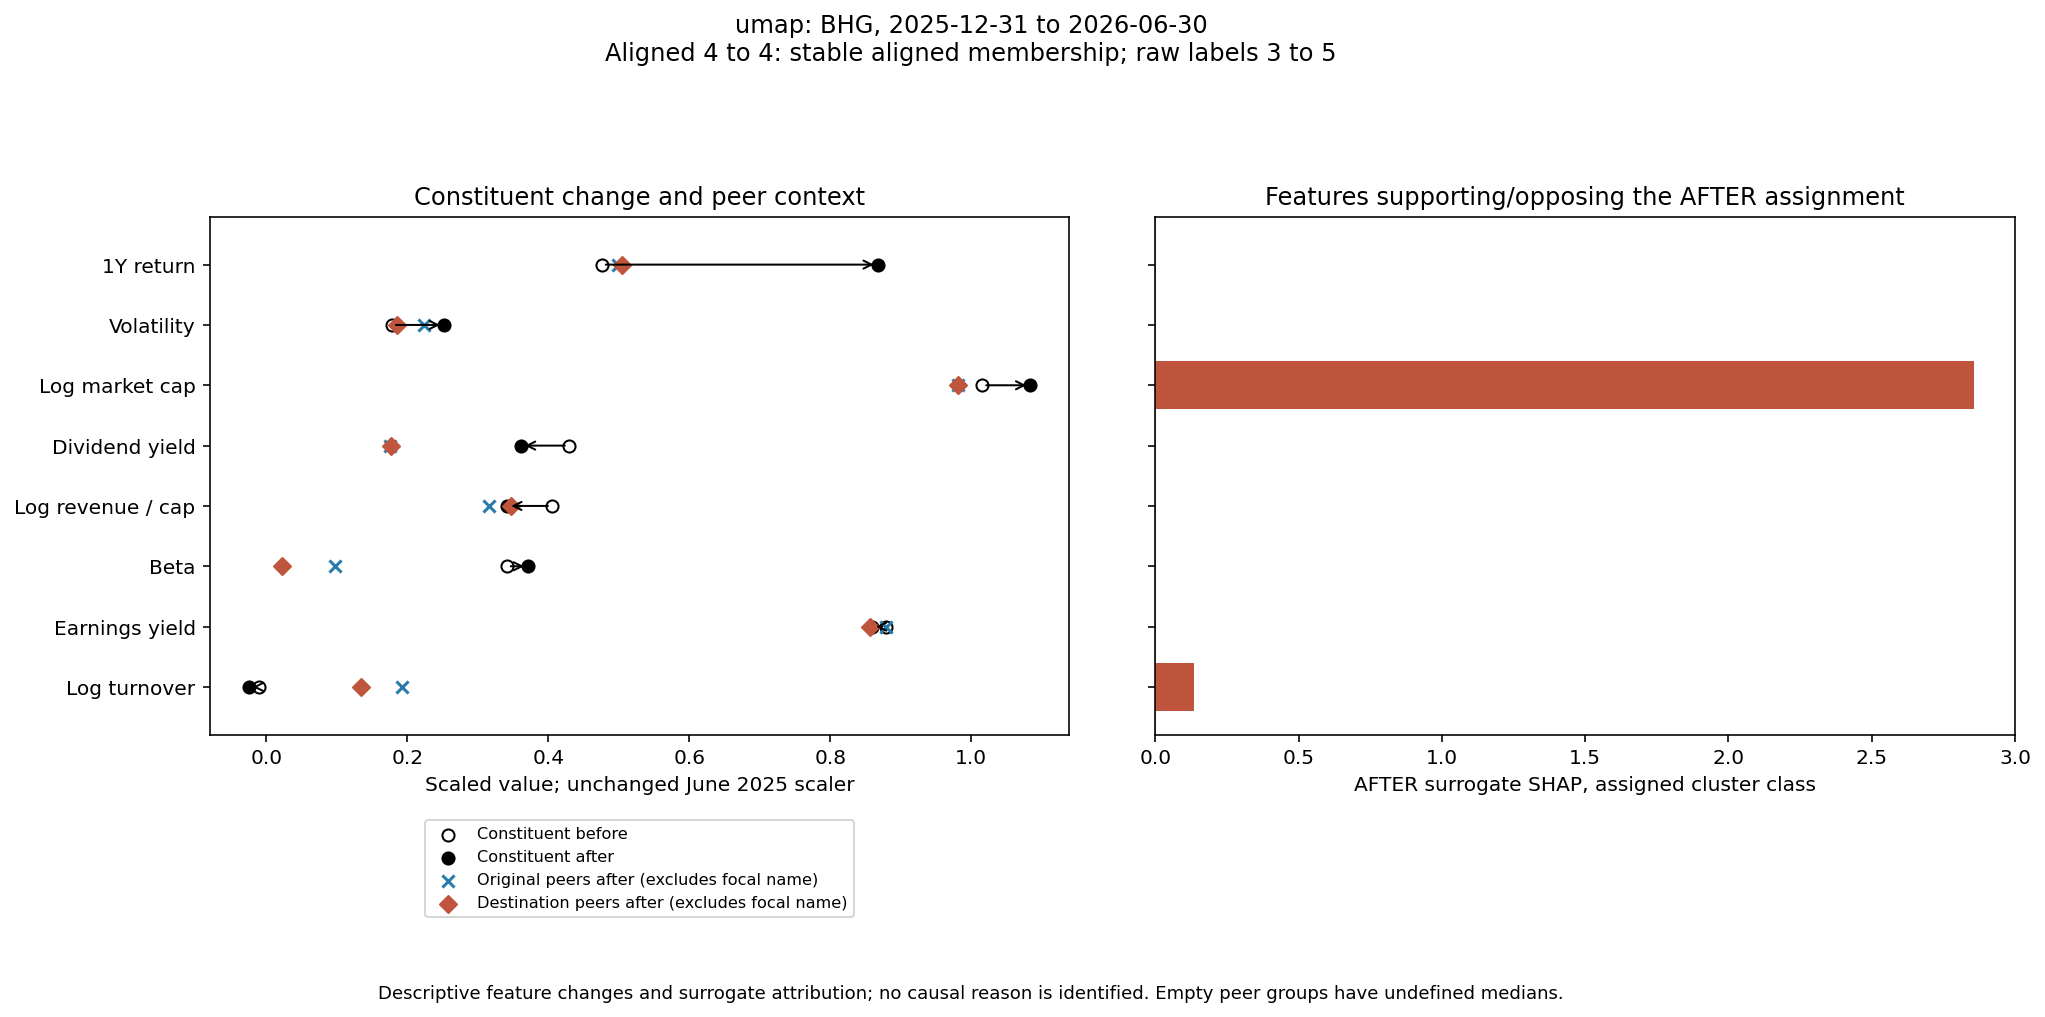 umap: BHG, 2025-12-31 to 2026-06-30
Aligned 4 to 4: stable aligned membership; raw labels 3 to 5
Constituent change and peer context
1Y return
Volatility
Log market cap
Dividend yield
Log revenue / cap
Beta
Earnings yield
Log turnover
0.0 0.2 0.4 0.6 0.8 1.0
Scaled value; unchanged June 2025 scaler
Constituent before
Constituent after
Original peers after (excludes focal name)
Destination peers after (excludes focal name)
Features supporting/opposing the AFTER assignment
0.0 0.5 1.0 1.5 2.0 2.5 3.0
AFTER surrogate SHAP, assigned cluster class
Descriptive feature changes and surrogate attribution; no causal reason is identified. Empty peer groups have undefined medians.